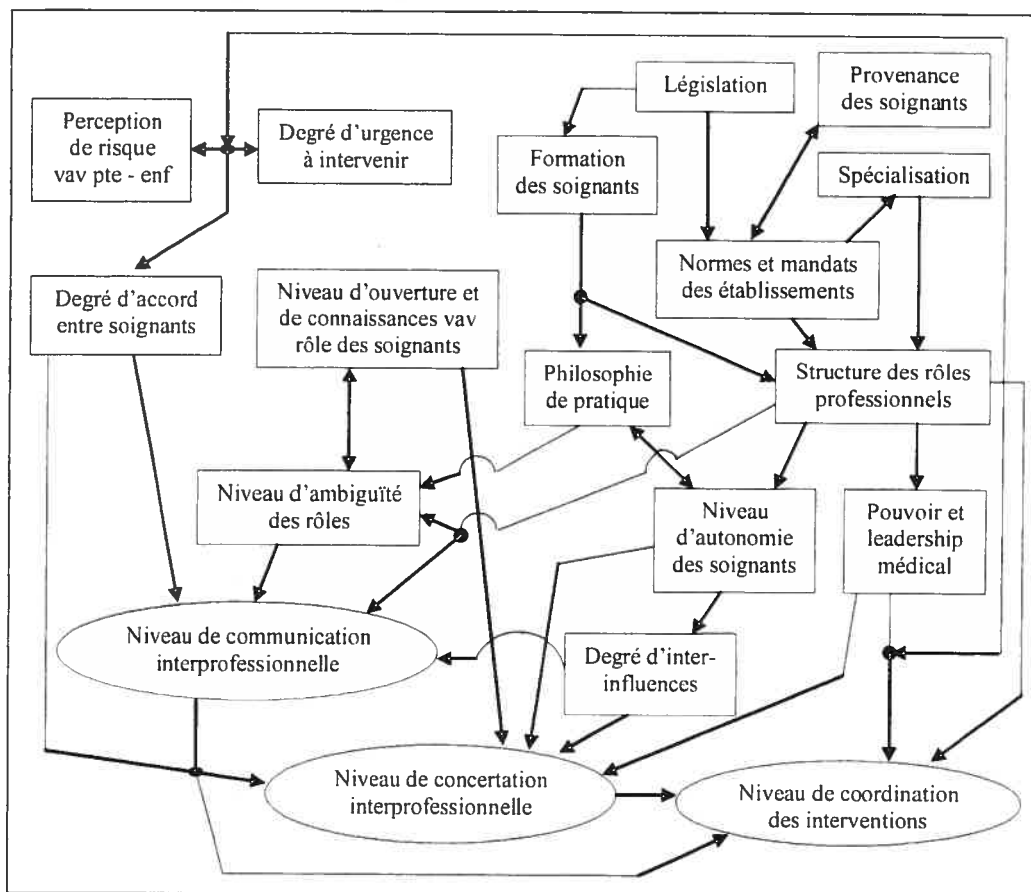 Législation
Provenance
des soignants
Perception
de risque
vav pte - enf
Degré d'urgence
à intervenir
Formation
des soignants
Spécialisation
Normes et mandats
des établissements
Degré d'accord
entre soignants
Niveau d'ouverture et
de connaissances vav
rôle des soignants
Philosophie
de pratique
Structure des rôles
professionnels
Niveau d'ambiguïté
des rôles
Niveau
d'autonomie
des soignants
Pouvoir et
leadership
médical
Niveau de communication
interprofessionnelle
Degré d'inter-
influences
Niveau de concertation
interprofessionnelle
Niveau de coordination
des interventions